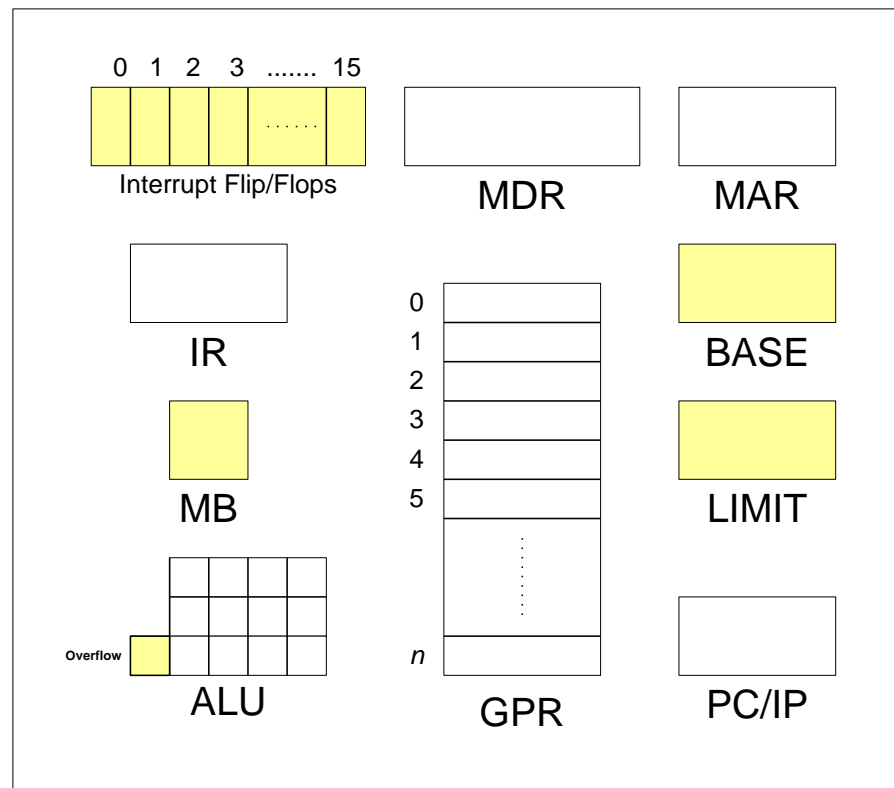 0 1 2 3 ....... 15
......
Interrupt Flip/Flops
MDR
MAR
IR
BASE
0
1
2
3
4
5
n
MB
LIMIT
Overflow
ALU
GPR
PC/IP